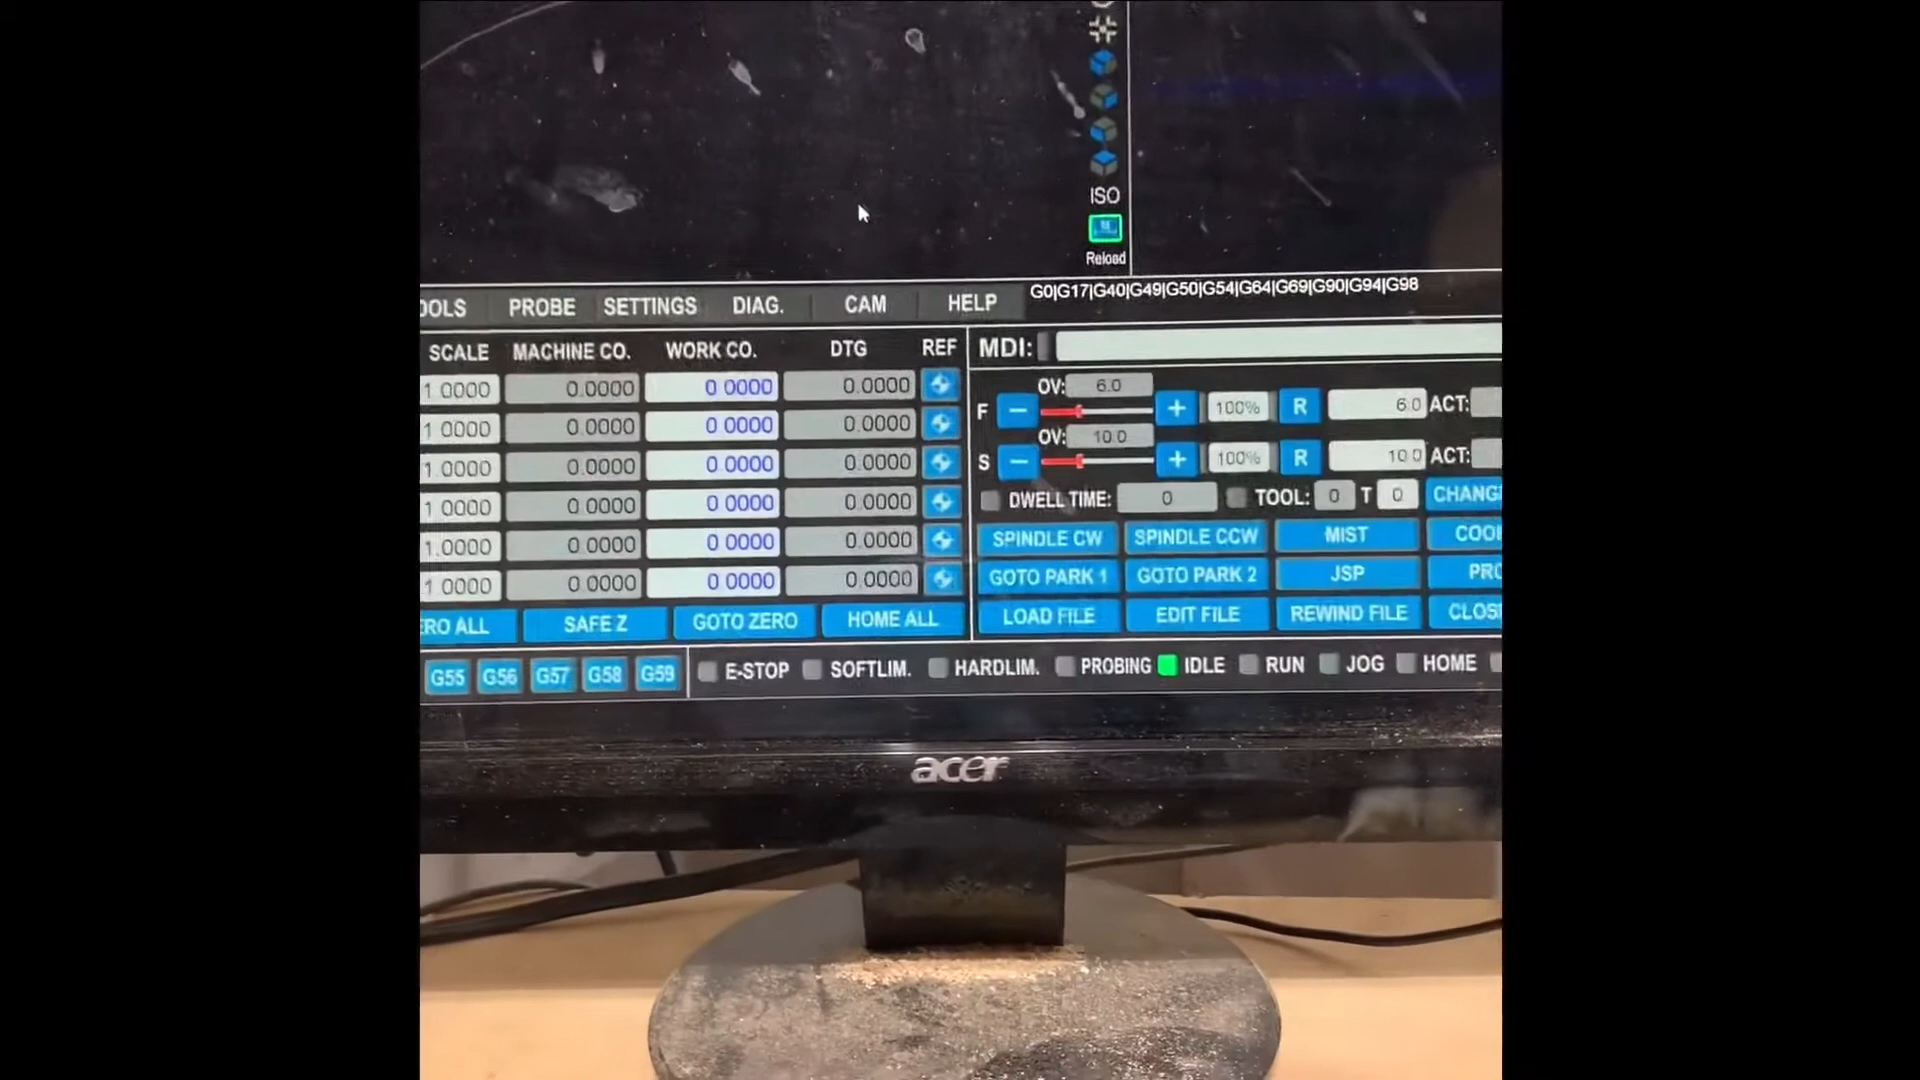 ISO
Reload
PROBE SETTINGS DIAG. CAM HELP
G0|G17|G40|G49|G50|G54|G64|G69|G90|G94|G98
SCALE MACHINE CO. WORK CO. DTG REF
MDI:
1.0000 0.0000 0.0000 0.0000
1.0000 0.0000 0.0000 0.0000
1.0000 0.0000 0.0000 0.0000
1.0000 0.0000 0.0000 0.0000
1.0000 0.0000 0.0000 0.0000
1.0000 0.0000 0.0000 0.0000
OV: 6.0
F − + 100% R 6.0 ACT:
OV: 10.0
S − + 100% R 10.0 ACT:
DWELL TIME: 0 TOOL: 0 T 0
SPINDLE CW SPINDLE CCW MIST
GOTO PARK 1 GOTO PARK 2 JSP
LOAD FILE EDIT FILE REWIND FILE
ALL SAFE Z GOTO ZERO HOME ALL
G55 G56 G57 G58 G59 E-STOP SOFTLIM. HARDLIM. PROBING IDLE RUN JOG HOME
acer